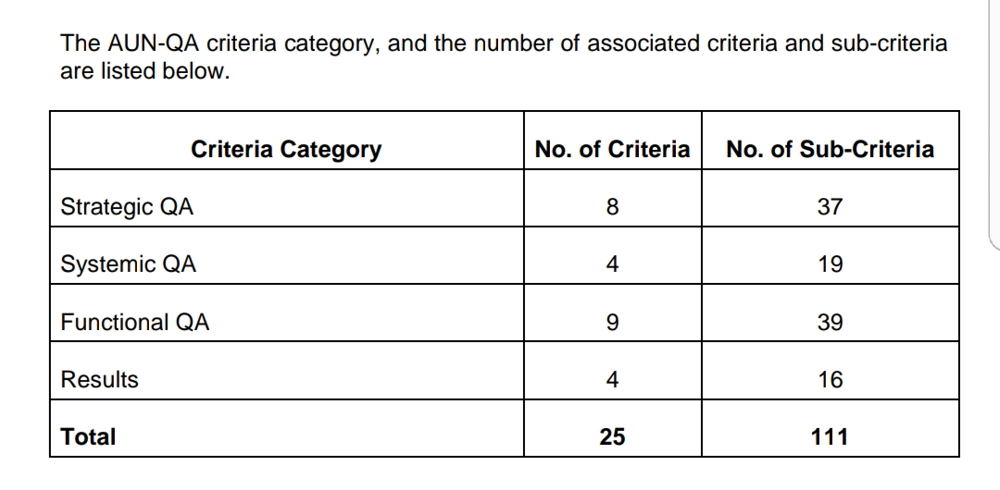 The AUN-QA criteria category, and the number of associated criteria and sub-criteria
are listed below.
Criteria Category No. of Criteria No. of Sub-Criteria
Strategic QA 8 37
Systemic QA 4 19
Functional QA 9 39
Results 4 16
Total 25 111